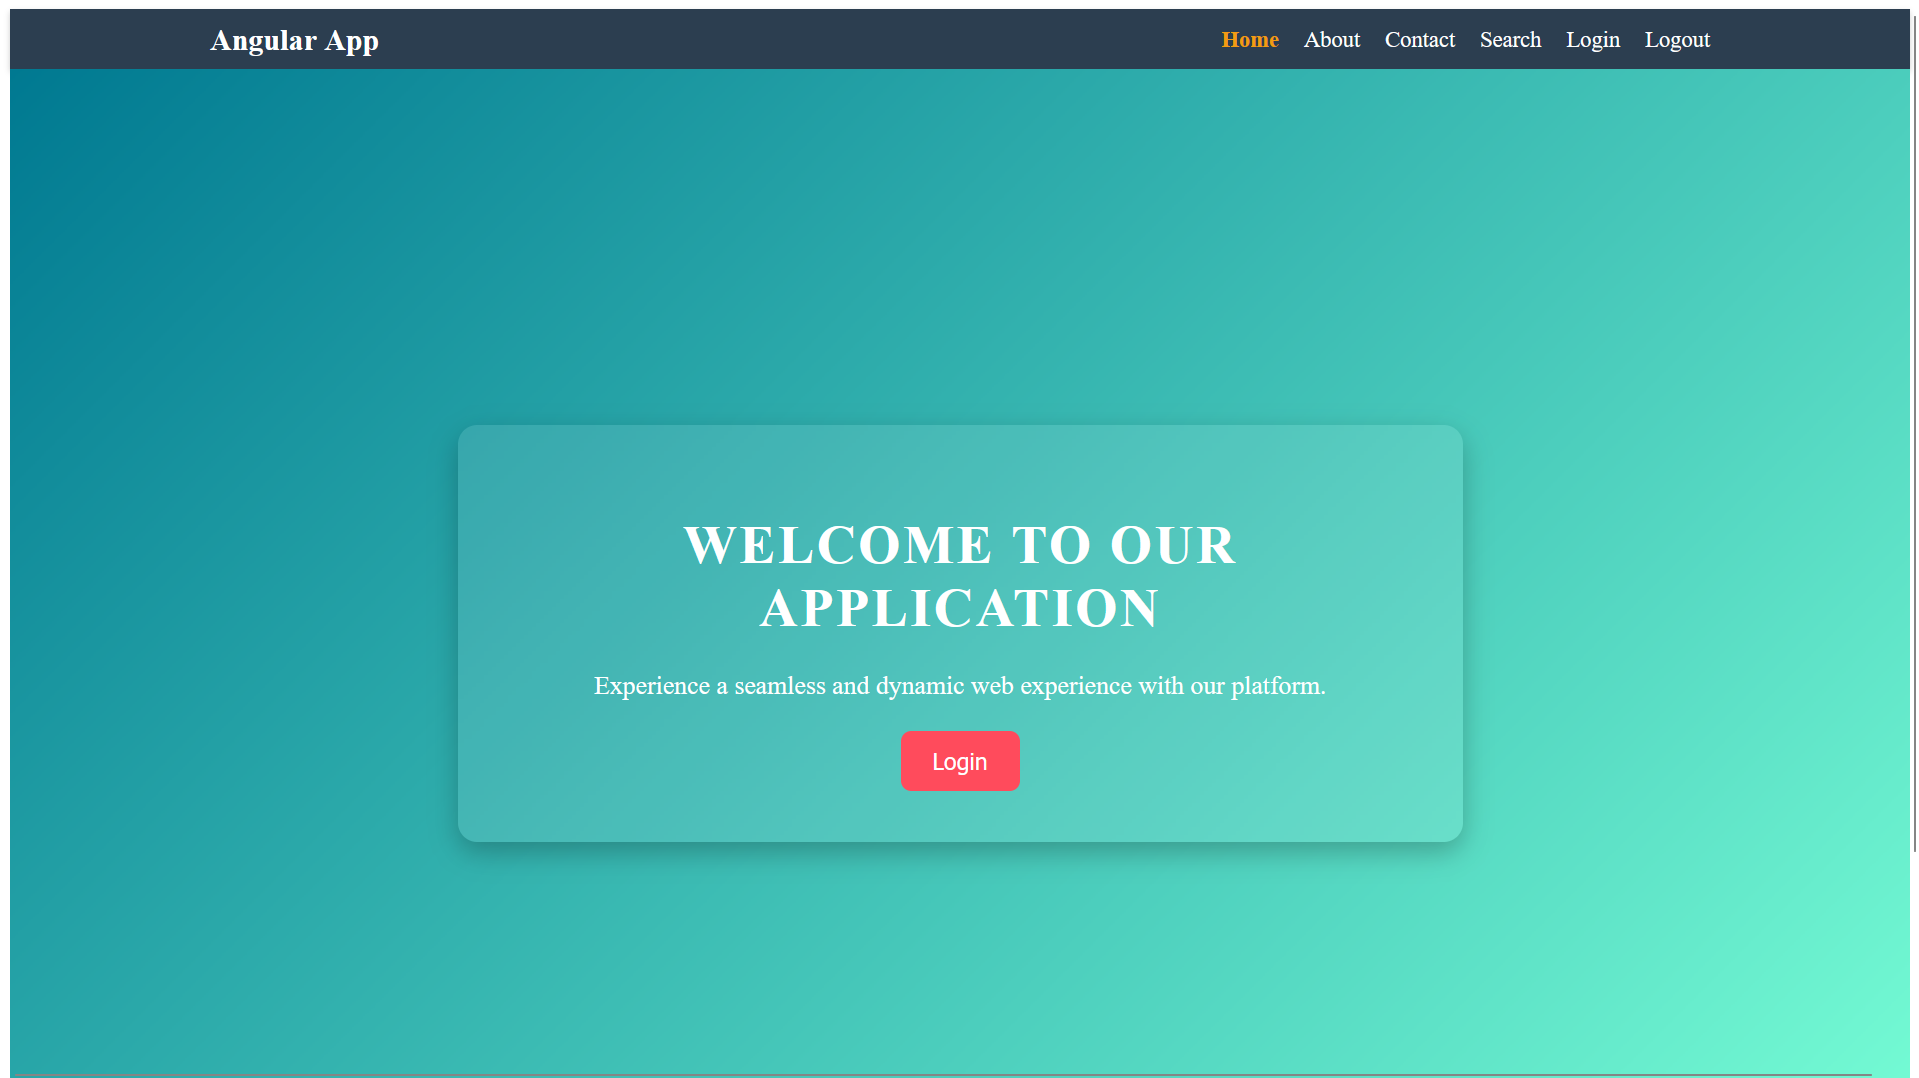 Angular App
Home About Contact Search Login Logout
WELCOME TO OUR
APPLICATION
Experience a seamless and dynamic web experience with our platform.
Login